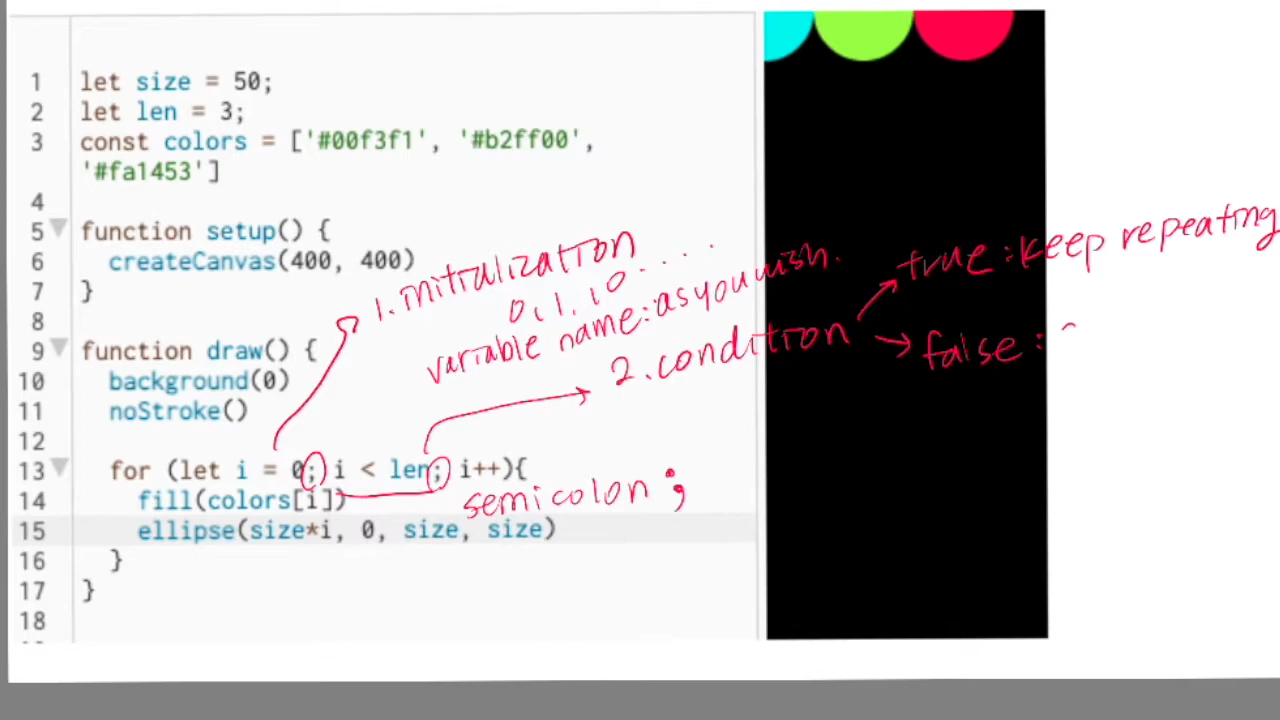 1 let size = 50;
2 let len = 3;
3 const colors = ['#00f3f1', '#b2ff00',
'#fa1453']
4
5 function setup() {
6 createCanvas(400, 400)
7 }
8
9 function draw() {
10 background(0)
11 noStroke()
12
13 for (let i = 0; i < len; i++){
14 fill(colors[i])
15 ellipse(size*i, 0, size, size)
16 }
17 }
18
1. initialization
0, 1, 10....
variable name: as you wish.
2. condition
true: keep repeating
false:
semicolon ;